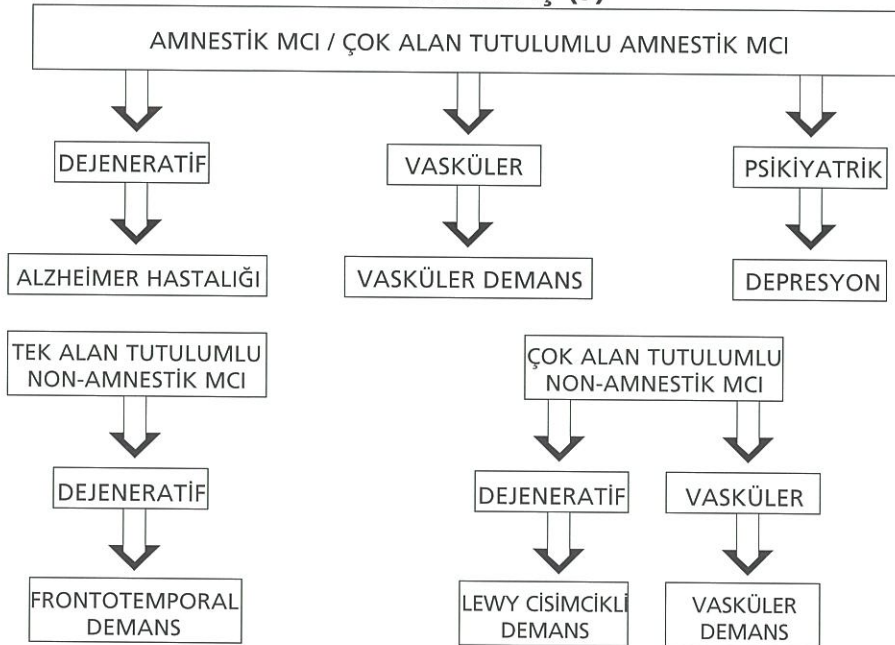 AMNESTİK MCI / ÇOK ALAN TUTULUMLU AMNESTİK MCI
DEJENERATİF
VASKÜLER
PSİKİYATRİK
ALZHEİMER HASTALIĞI
VASKÜLER DEMANS
DEPRESYON
TEK ALAN TUTULUMLU
NON-AMNESTİK MCI
ÇOK ALAN TUTULUMLU
NON-AMNESTİK MCI
DEJENERATİF
DEJENERATİF
VASKÜLER
FRONTOTEMPORAL
DEMANS
LEWY CİSİMCİKLİ
DEMANS
VASKÜLER
DEMANS